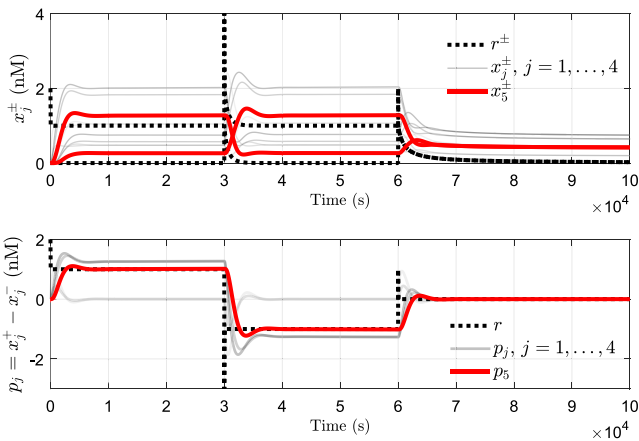 4
2
0
x_j^± (nM)
r^±
x_j^±, j = 1, . . . , 4
x_5^±
0 1 2 3 4 5 6 7 8 9 10
Time (s)
×10^4
2
0
-2
p_j = x_j^+ − x_j^- (nM)
r
p_j, j = 1, . . . , 4
p_5
0 1 2 3 4 5 6 7 8 9 10
Time (s)
×10^4